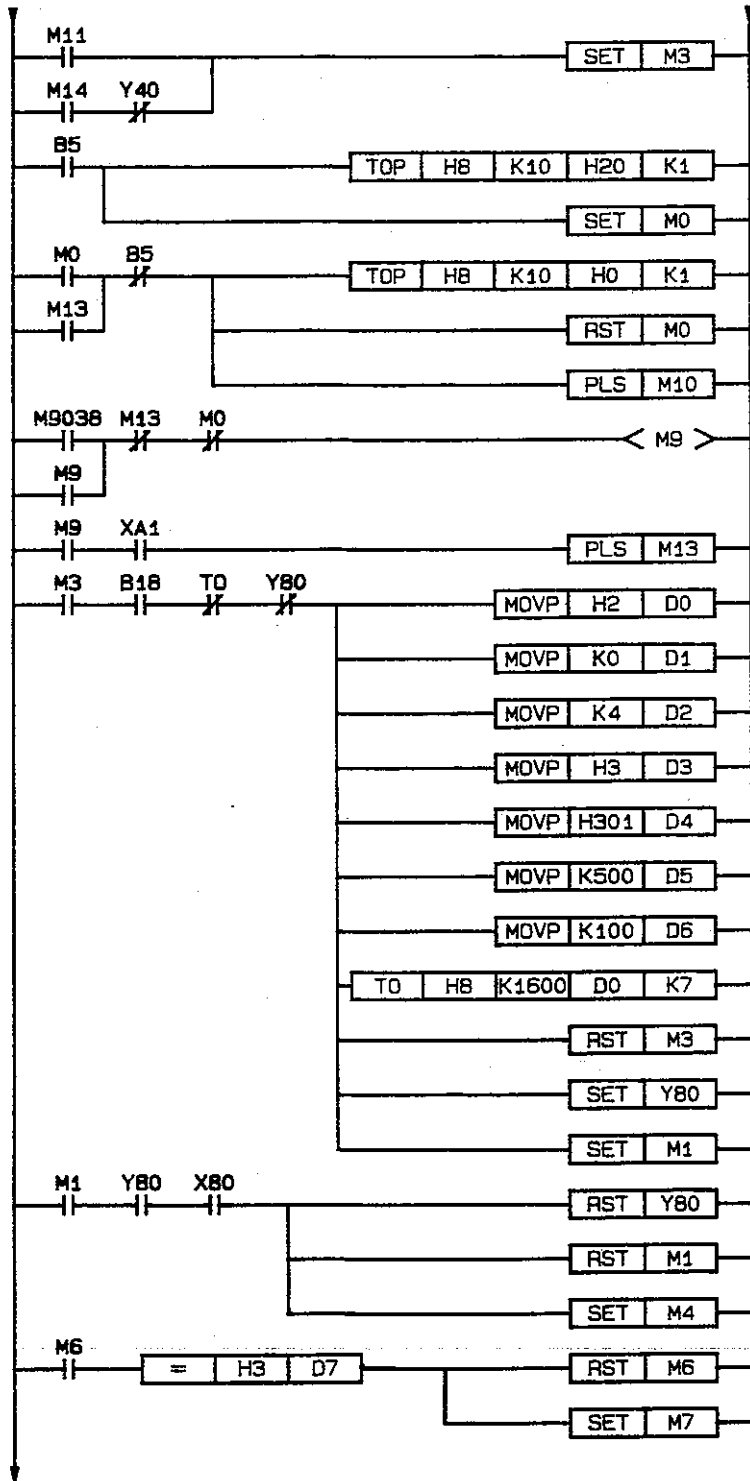 M11
SET M3
M14 Y40
B5
TOP H8 K10 H20 K1
SET M0
M0 B5
TOP H8 K10 H0 K1
M13
RST M0
PLS M10
M9038 M13 M0
< M9 >
M9
M9 XA1
PLS M13
M3 B18 T0 Y80
MOVP H2 D0
MOVP K0 D1
MOVP K4 D2
MOVP H3 D3
MOVP H301 D4
MOVP K500 D5
MOVP K100 D6
TO H8 K1600 D0 K7
RST M3
SET Y80
SET M1
M1 Y80 X80
RST Y80
RST M1
SET M4
M6
= H3 D7
RST M6
SET M7